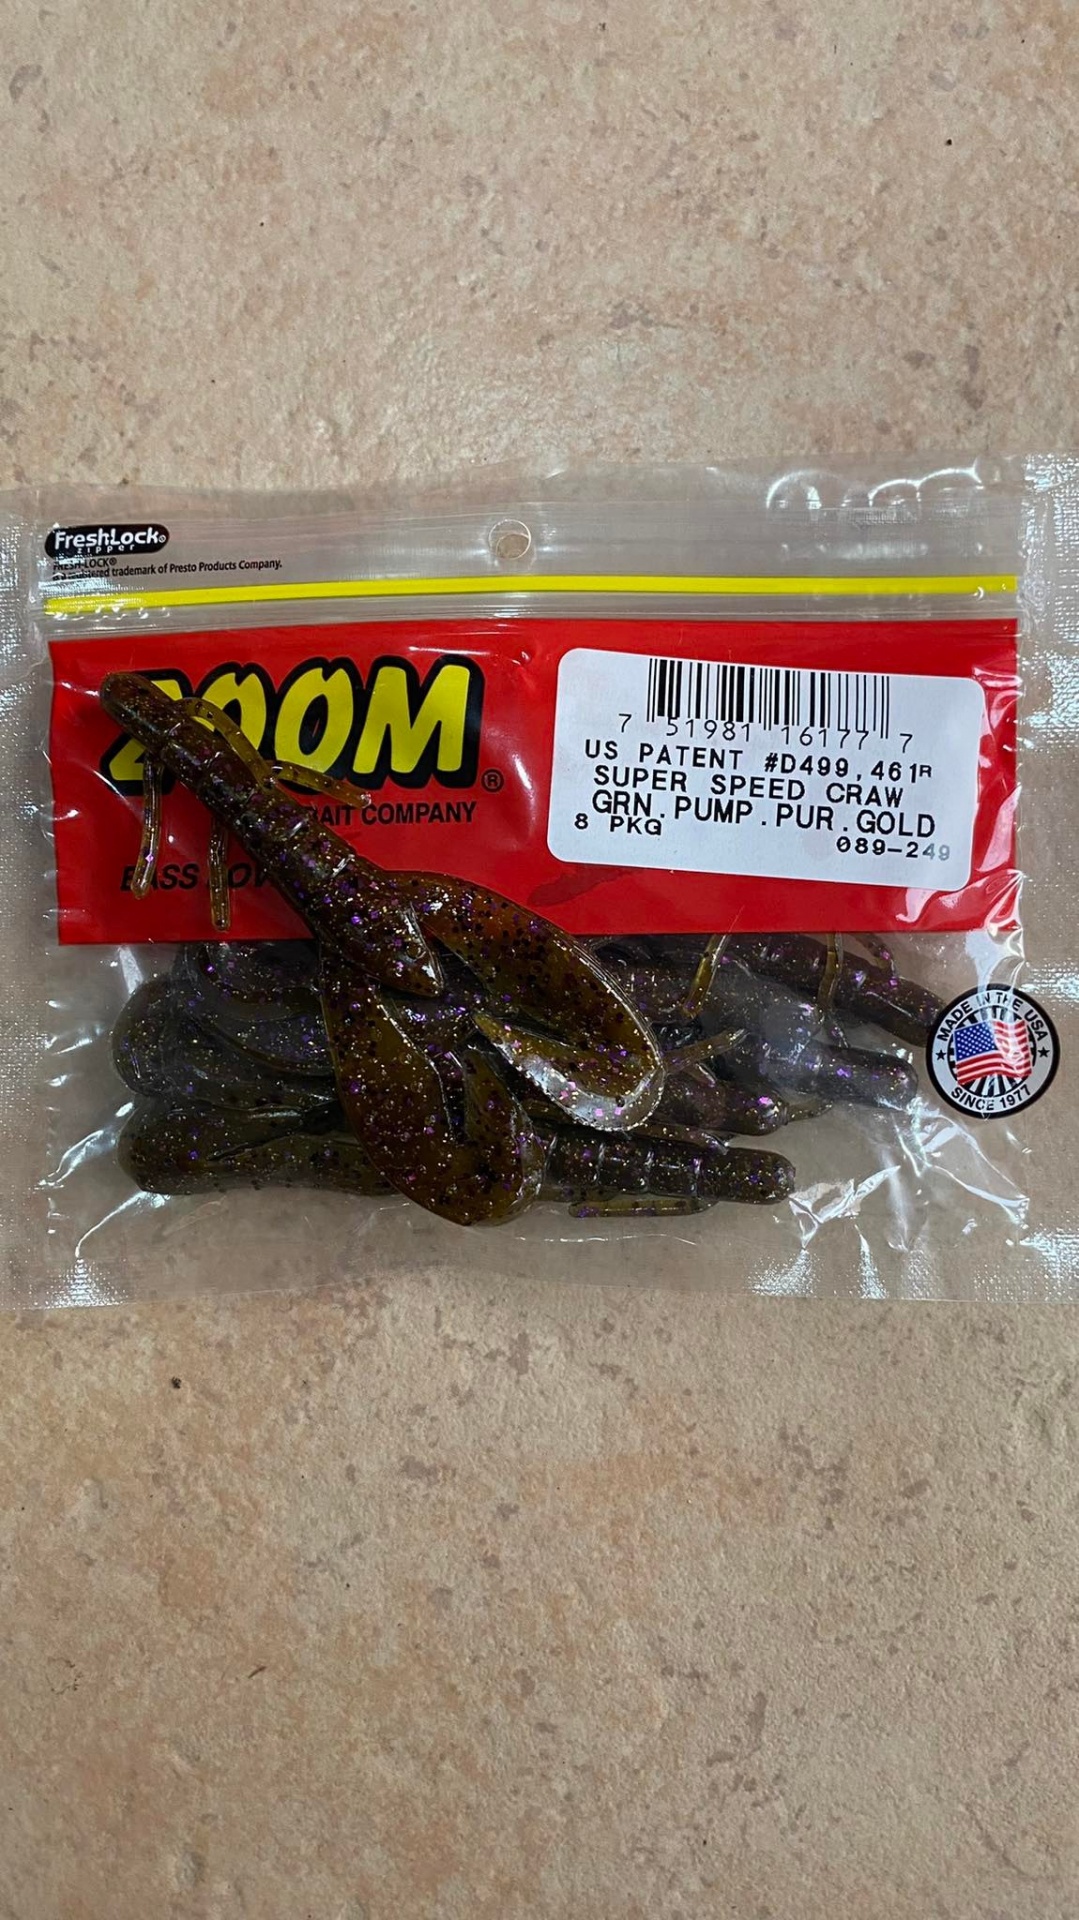 FreshLock®
zipper
FRESH-LOCK®
registered trademark of Presto Products Company.
ZOOM®
BAIT COMPANY
7 51981 16177 7
US PATENT #D499,461R
SUPER SPEED CRAW
GRN.PUMP.PUR.GOLD
8 PKG
089-249
MADE IN THE USA
SINCE 1977